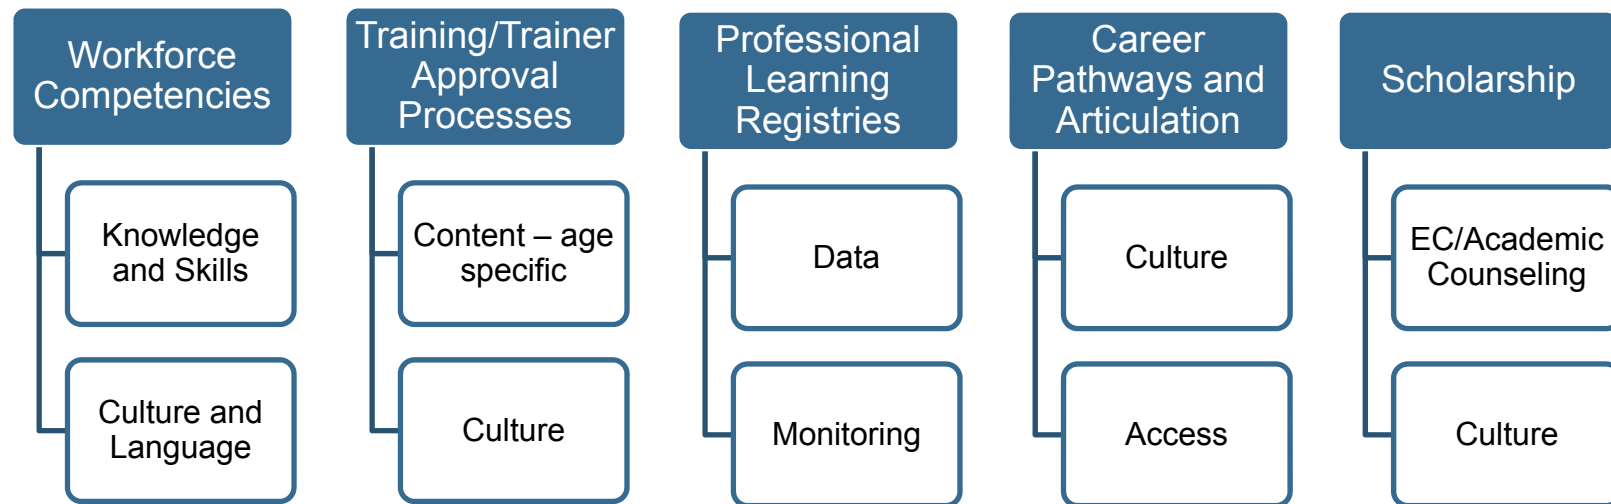 Workforce
Competencies
Knowledge
and Skills
Culture and
Language
Training/Trainer
Approval
Processes
Content – age
specific
Culture
Professional
Learning
Registries
Data
Monitoring
Career
Pathways and
Articulation
Culture
Access
Scholarship
EC/Academic
Counseling
Culture